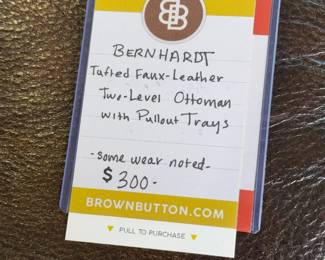 BB
BERNHARDT
Tufted Faux-Leather
Two-Level Ottoman
with Pullout Trays
-some wear noted-
$300-
BROWNBUTTON.COM
▼ PULL TO PURCHASE ▼